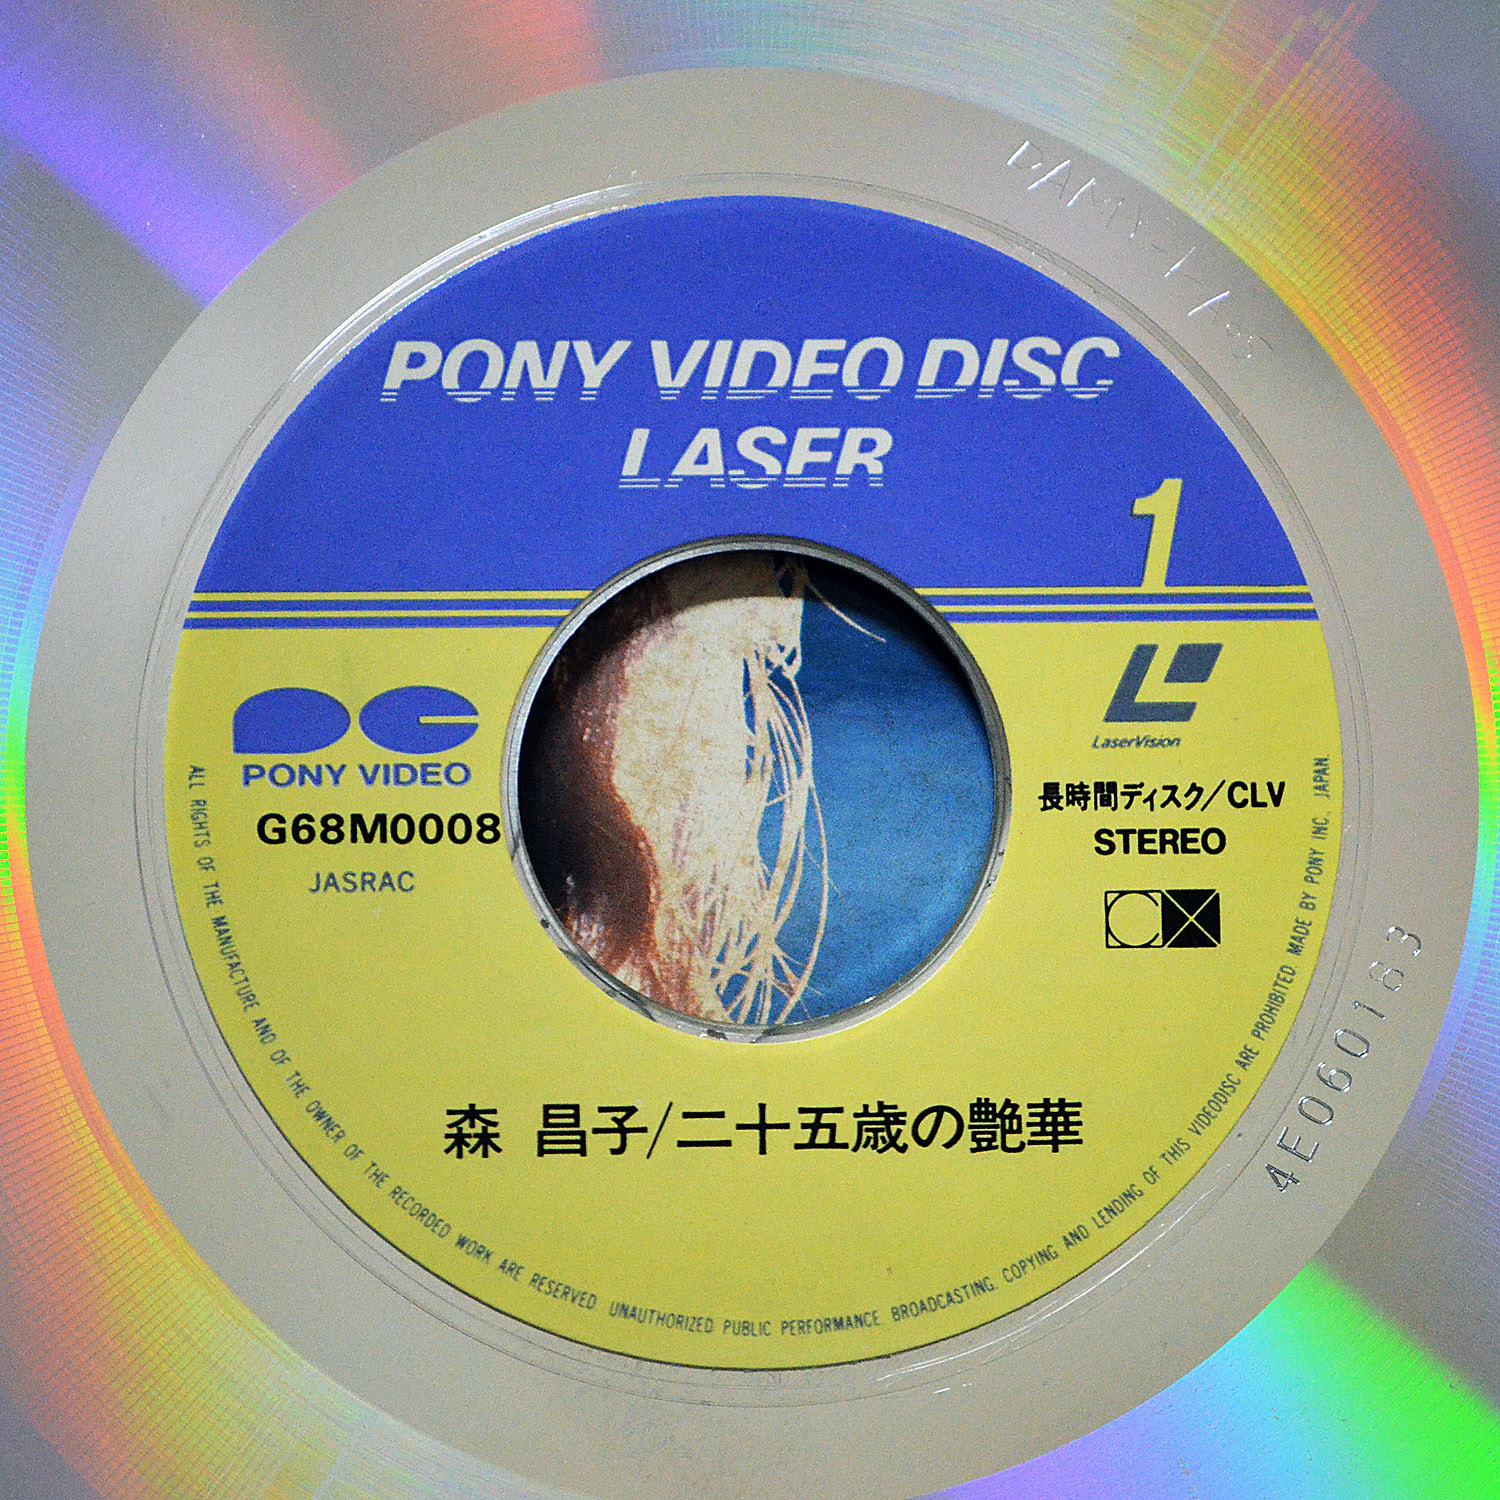 PONY VIDEO DISC
LASER
1
PONY VIDEO
G68M0008
JASRAC
LaserVision
長時間ディスク/CLV
STEREO
CX
森 昌子/二十五歳の艶華
ALL RIGHTS OF THE MANUFACTURE AND OF THE OWNER OF THE RECORDED WORK ARE RESERVED. UNAUTHORIZED PUBLIC PERFORMANCE. BROADCASTING. COPYING AND LENDING OF THIS VIDEODISC ARE PROHIBITED. MADE BY PONY INC. JAPAN.
4E060183